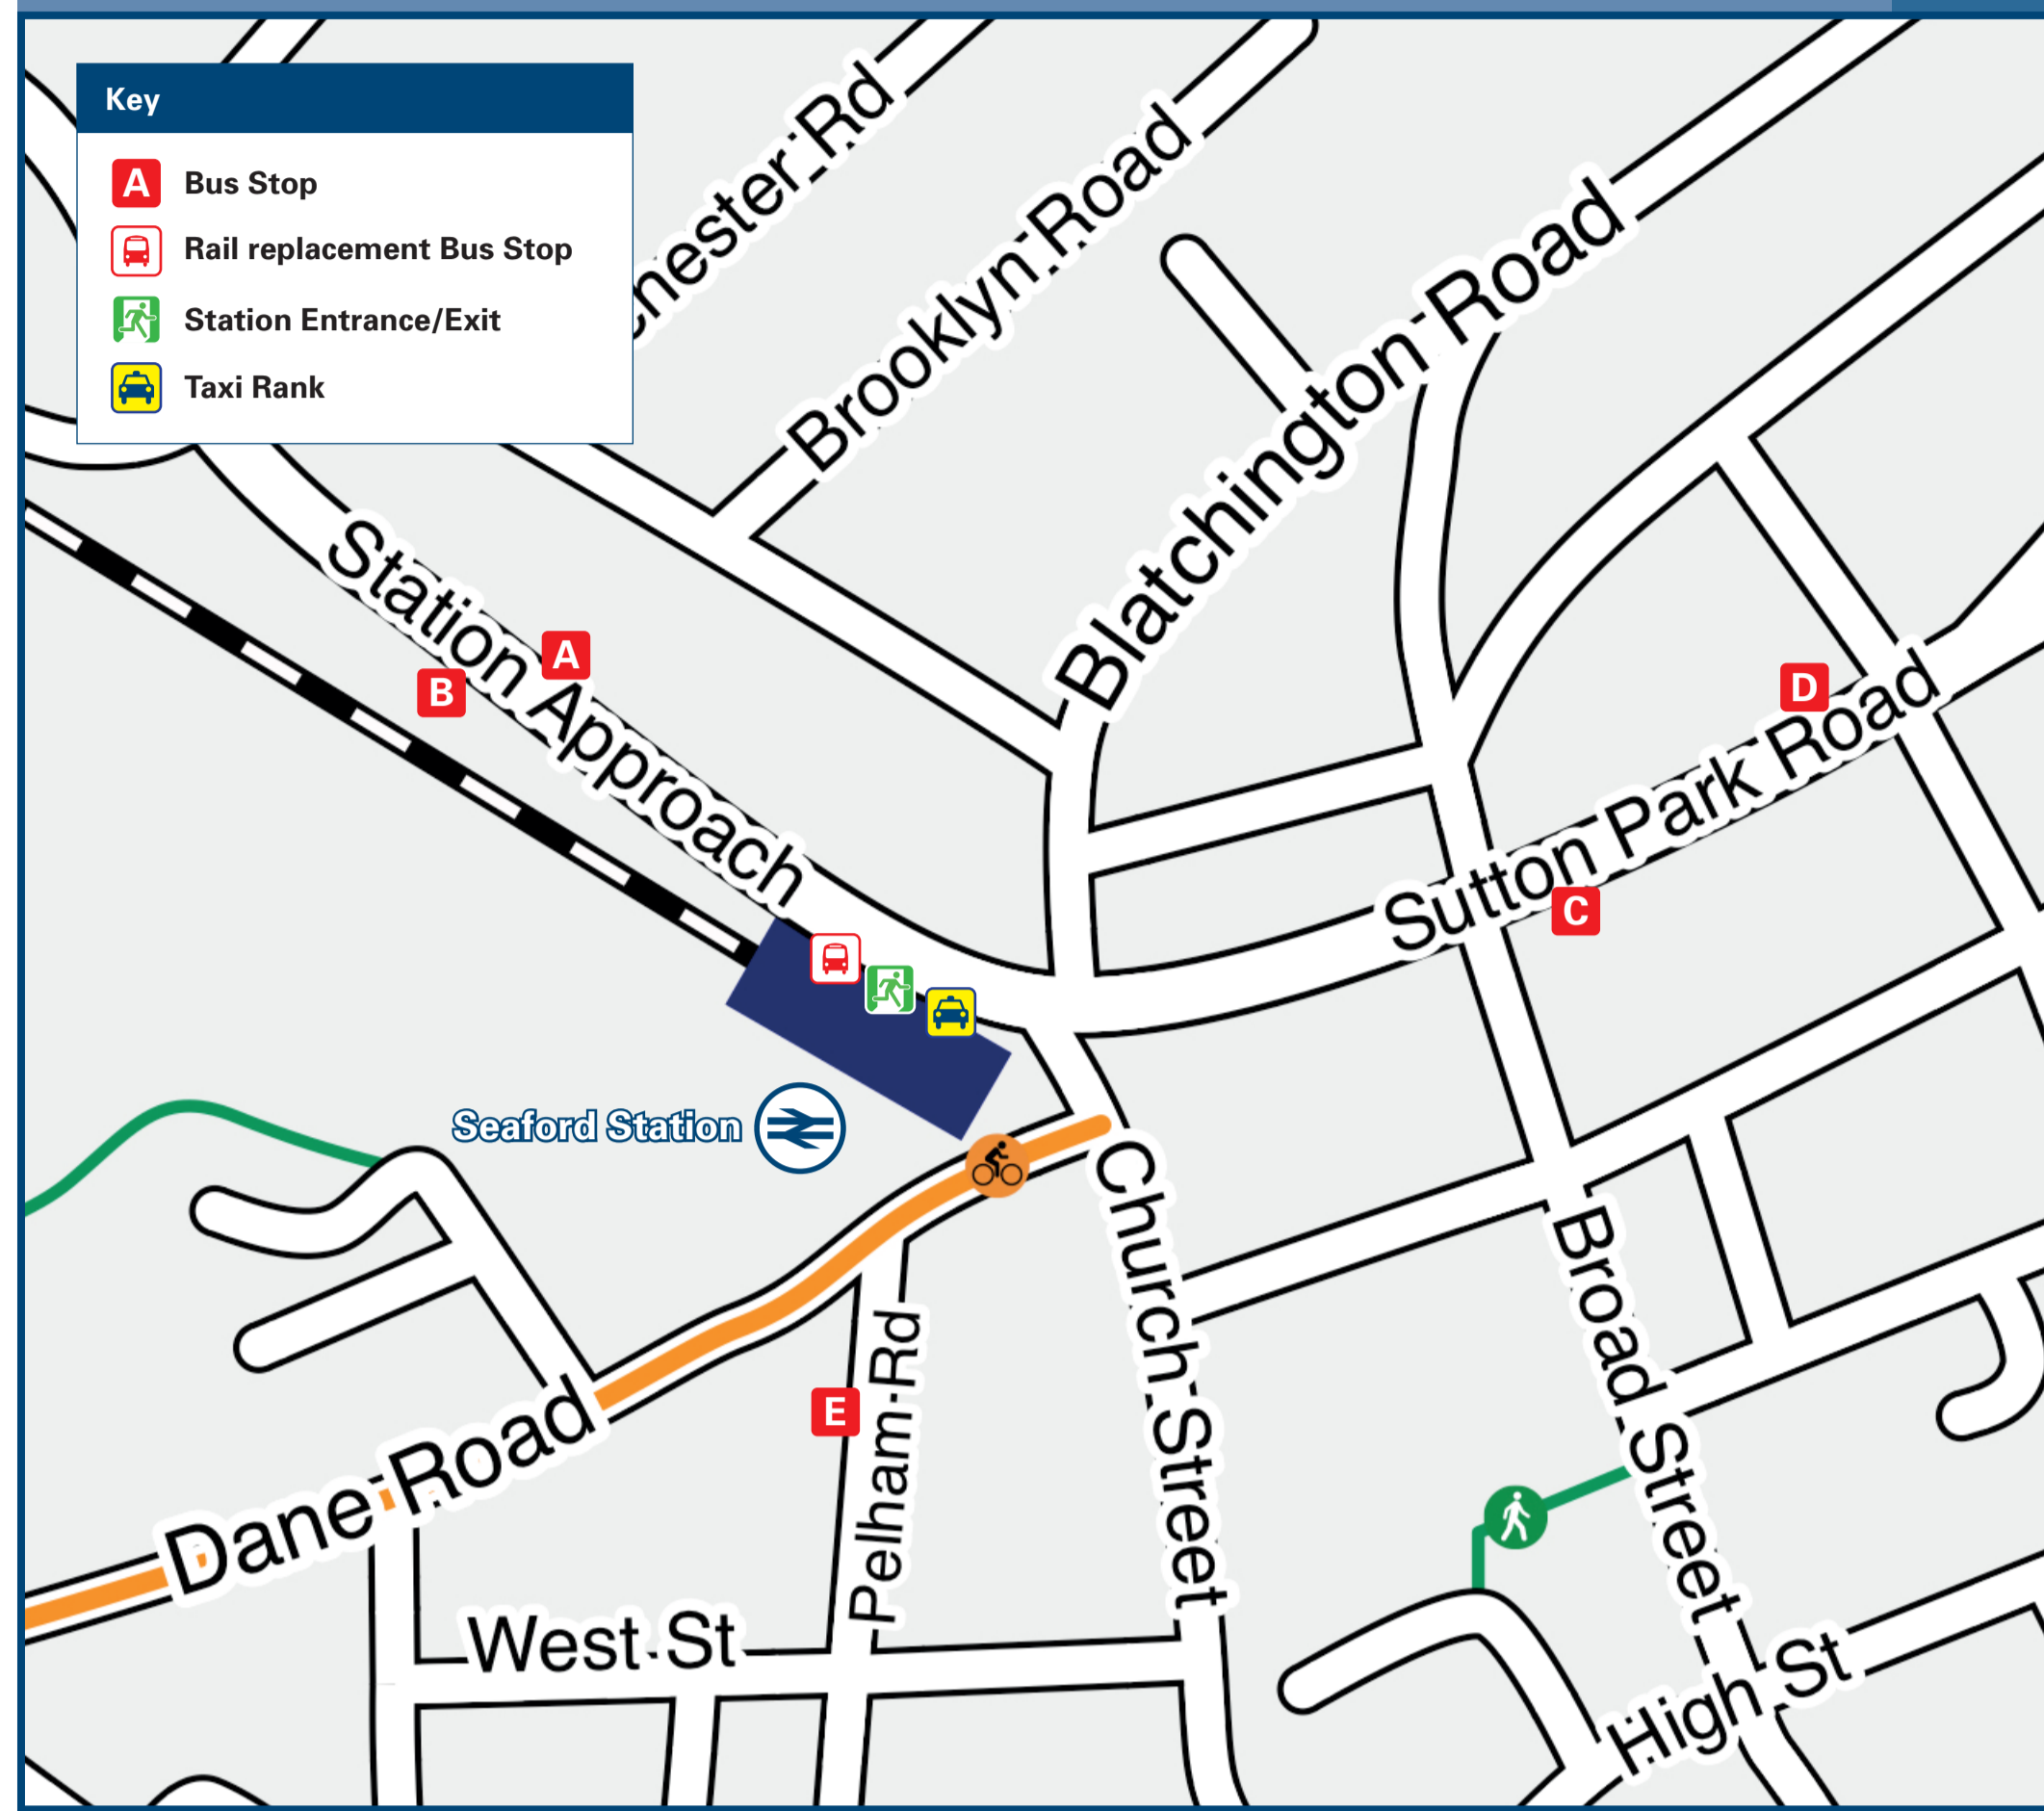 Key
A Bus Stop
Rail replacement Bus Stop
Station Entrance/Exit
Taxi Rank
Rd
Brooklyn Road
Blatchington Road
Station Approach
A
B
D
Sutton Park Road
C
Seaford Station
Church Street
Broad Street
Pelham Rd
E
Dane Road
West St
High St